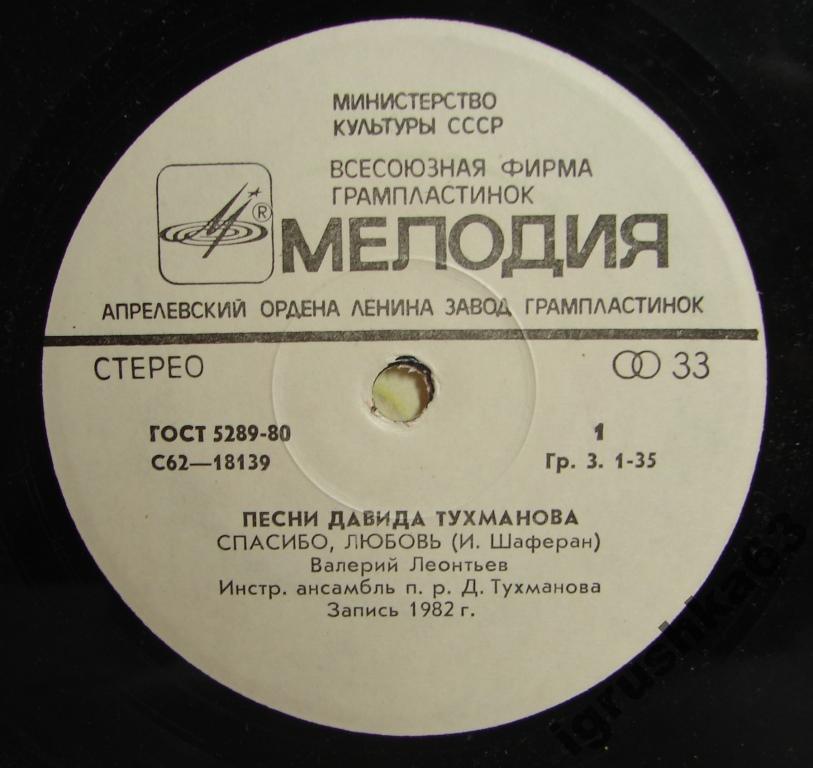 МИНИСТЕРСТВО
КУЛЬТУРЫ СССР
ВСЕСОЮЗНАЯ ФИРМА
ГРАМПЛАСТИНОК
®
МЕЛОДИЯ
АПРЕЛЕВСКИЙ ОРДЕНА ЛЕНИНА ЗАВОД ГРАМПЛАСТИНОК
СТЕРЕО 33
ГОСТ 5289-80 1
С62—18139 Гр. 3. 1-35
ПЕСНИ ДАВИДА ТУХМАНОВА
СПАСИБО, ЛЮБОВЬ (И. Шаферан)
Валерий Леонтьев
Инстр. ансамбль п. р. Д. Тухманова
Запись 1982 г.
igrushka63